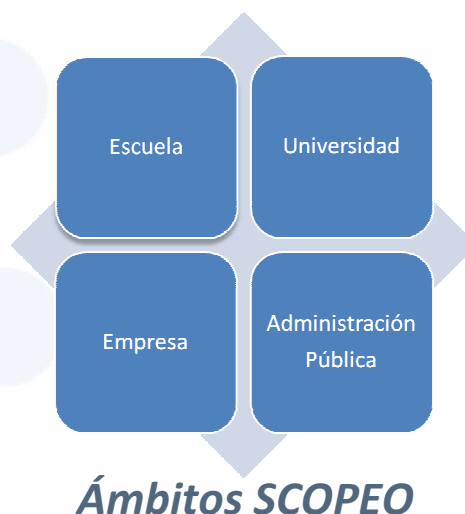 Escuela
Universidad
Empresa
Administración
Pública
Ámbitos SCOPEO